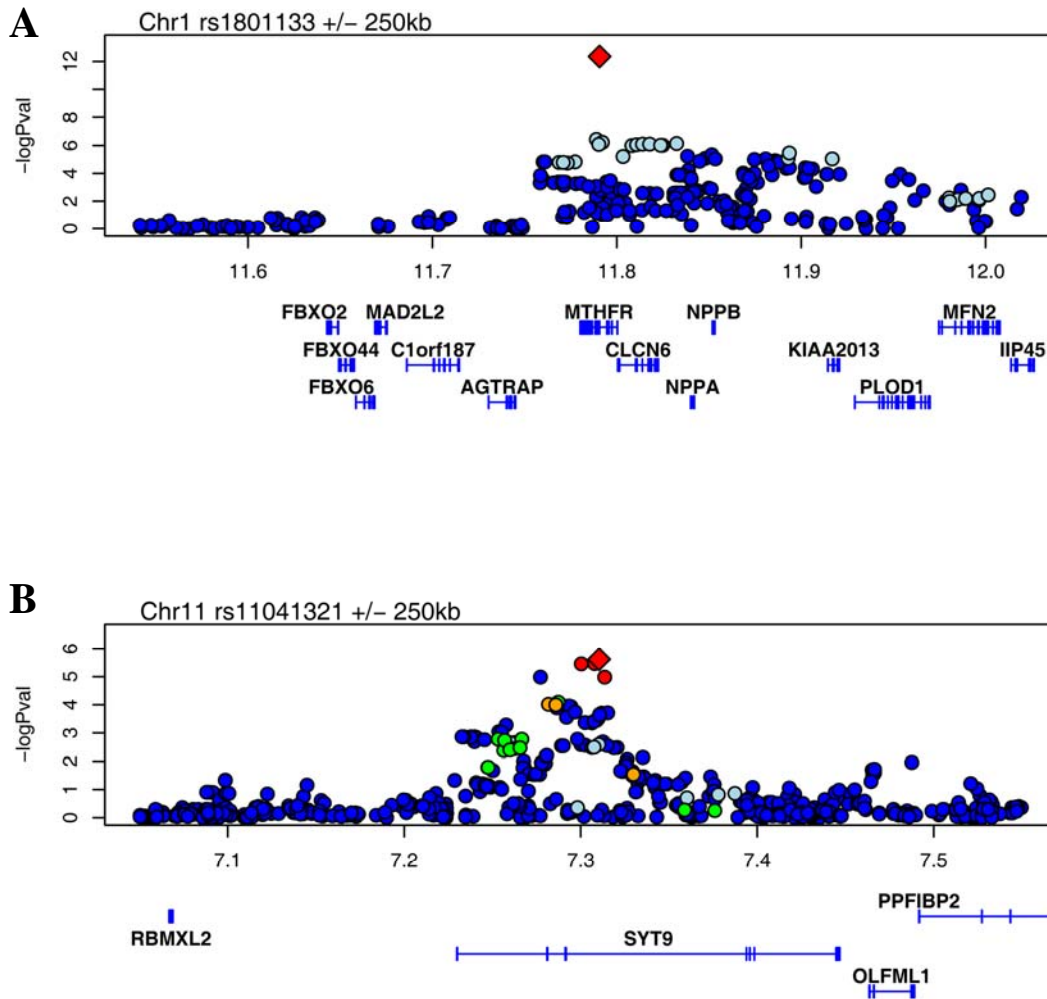 A
Chr1 rs1801133 +/− 250kb
−logPval
12
8
6
4
2
0
11.6 11.7 11.8 11.9 12.0
FBXO2 MAD2L2 MTHFR NPPB MFN2
FBXO44 C1orf187 CLCN6 KIAA2013 IIP45
FBXO6 AGTRAP NPPA PLOD1
B
Chr11 rs11041321 +/− 250kb
−logPval
6
5
4
3
2
1
0
7.1 7.2 7.3 7.4 7.5
PPFIBP2
RBMXL2 SYT9
OLFML1